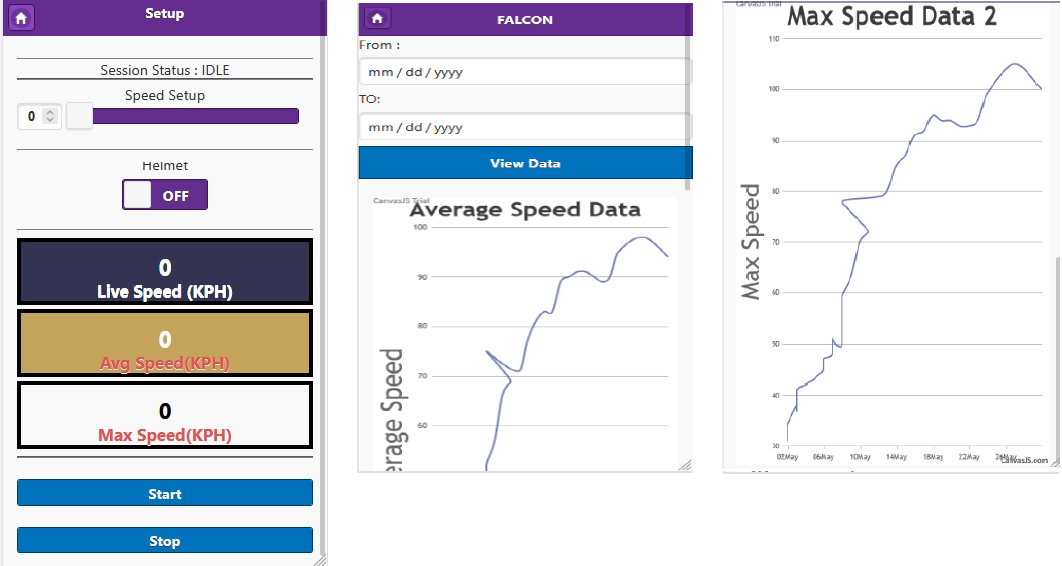 Setup
Session Status : IDLE
Speed Setup
0
Helmet
OFF
0
Live Speed (KPH)
0
Avg Speed(KPH)
0
Max Speed(KPH)
Start
Stop
FALCON
From :
mm / dd / yyyy
TO:
mm / dd / yyyy
View Data
CanvasJS Trial
Average Speed Data
100
90
80
70
60
erage Speed
CanvasJS Trial
Max Speed Data 2
110
100
90
80
70
60
50
40
30
Max Speed
02May 06May 10May 14May 18May 22May 26May
CanvasJS.com